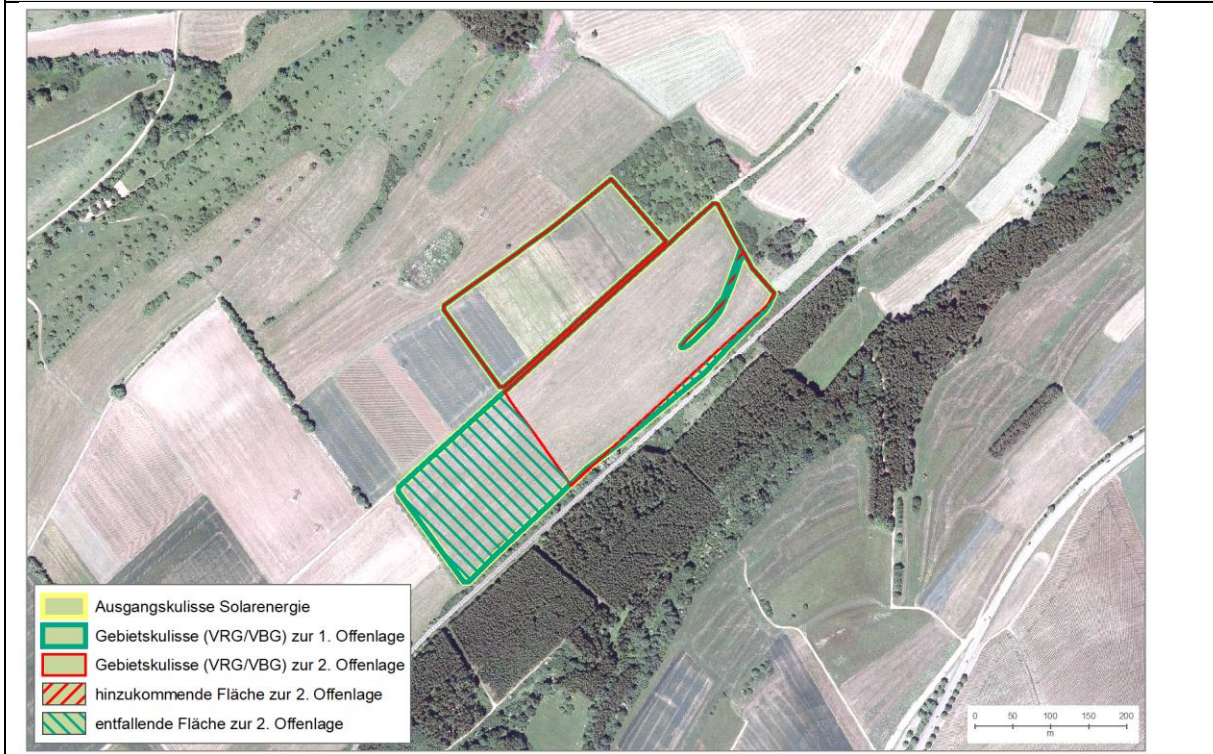 Ausgangskulisse Solarenergie
Gebietskulisse (VRG/VBG) zur 1. Offenlage
Gebietskulisse (VRG/VBG) zur 2. Offenlage
hinzukommende Fläche zur 2. Offenlage
entfallende Fläche zur 2. Offenlage
0 50 100 150 200
m